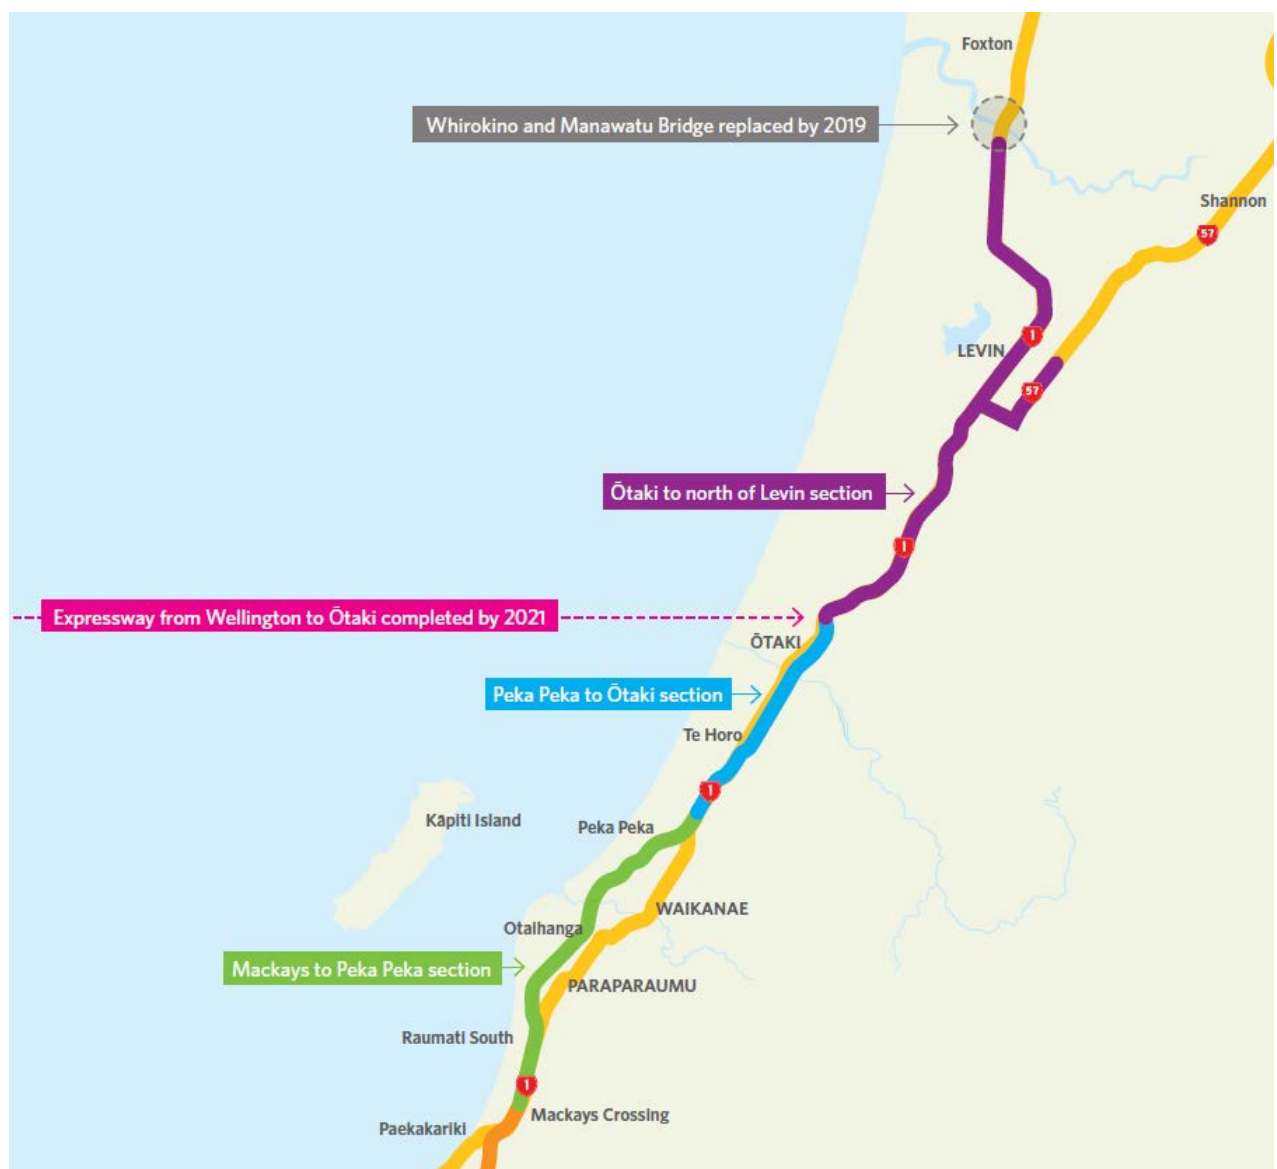 Foxton
Whirokino and Manawatu Bridge replaced by 2019
Shannon
57
1
LEVIN
57
Ōtaki to north of Levin section
1
Expressway from Wellington to Ōtaki completed by 2021
ŌTAKI
Peka Peka to Ōtaki section
Te Horo
1
Kāpiti Island
Peka Peka
WAIKANAE
Otaihanga
Mackays to Peka Peka section
PARAPARAUMU
Raumati South
1
Mackays Crossing
Paekakariki